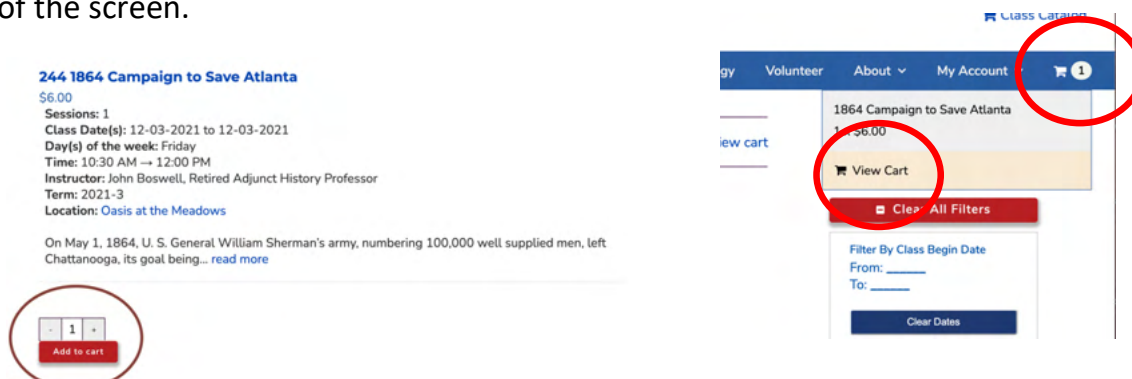 of the screen.
244 1864 Campaign to Save Atlanta
$6.00
Sessions: 1
Class Date(s): 12-03-2021 to 12-03-2021
Day(s) of the week: Friday
Time: 10:30 AM → 12:00 PM
Instructor: John Boswell, Retired Adjunct History Professor
Term: 2021-3
Location: Oasis at the Meadows
On May 1, 1864, U. S. General William Sherman's army, numbering 100,000 well supplied men, left
Chattanooga, its goal being... read more
- 1 +
Add to cart
Class Catalog
gy Volunteer About My Account 1
1864 Campaign to Save Atlanta
1 $6.00
iew cart
View Cart
Clear All Filters
Filter By Class Begin Date
From: ______
To: ______
Clear Dates